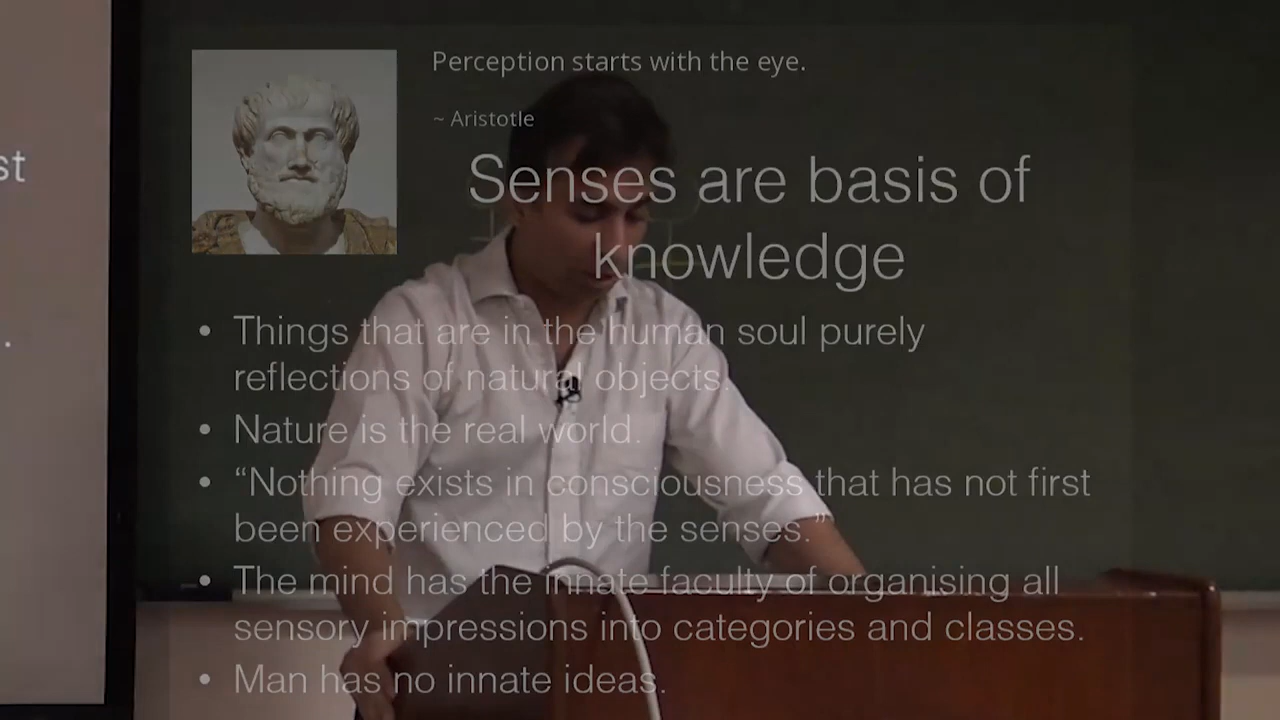 Perception starts with the eye.
~ Aristotle
Senses are basis of
knowledge
• Things that are in the human soul purely
reflections of natural objects.
• Nature is the real world.
• “Nothing exists in consciousness that has not first
been experienced by the senses.”
• The mind has the innate faculty of organising all
sensory impressions into categories and classes.
• Man has no innate ideas.
st
.